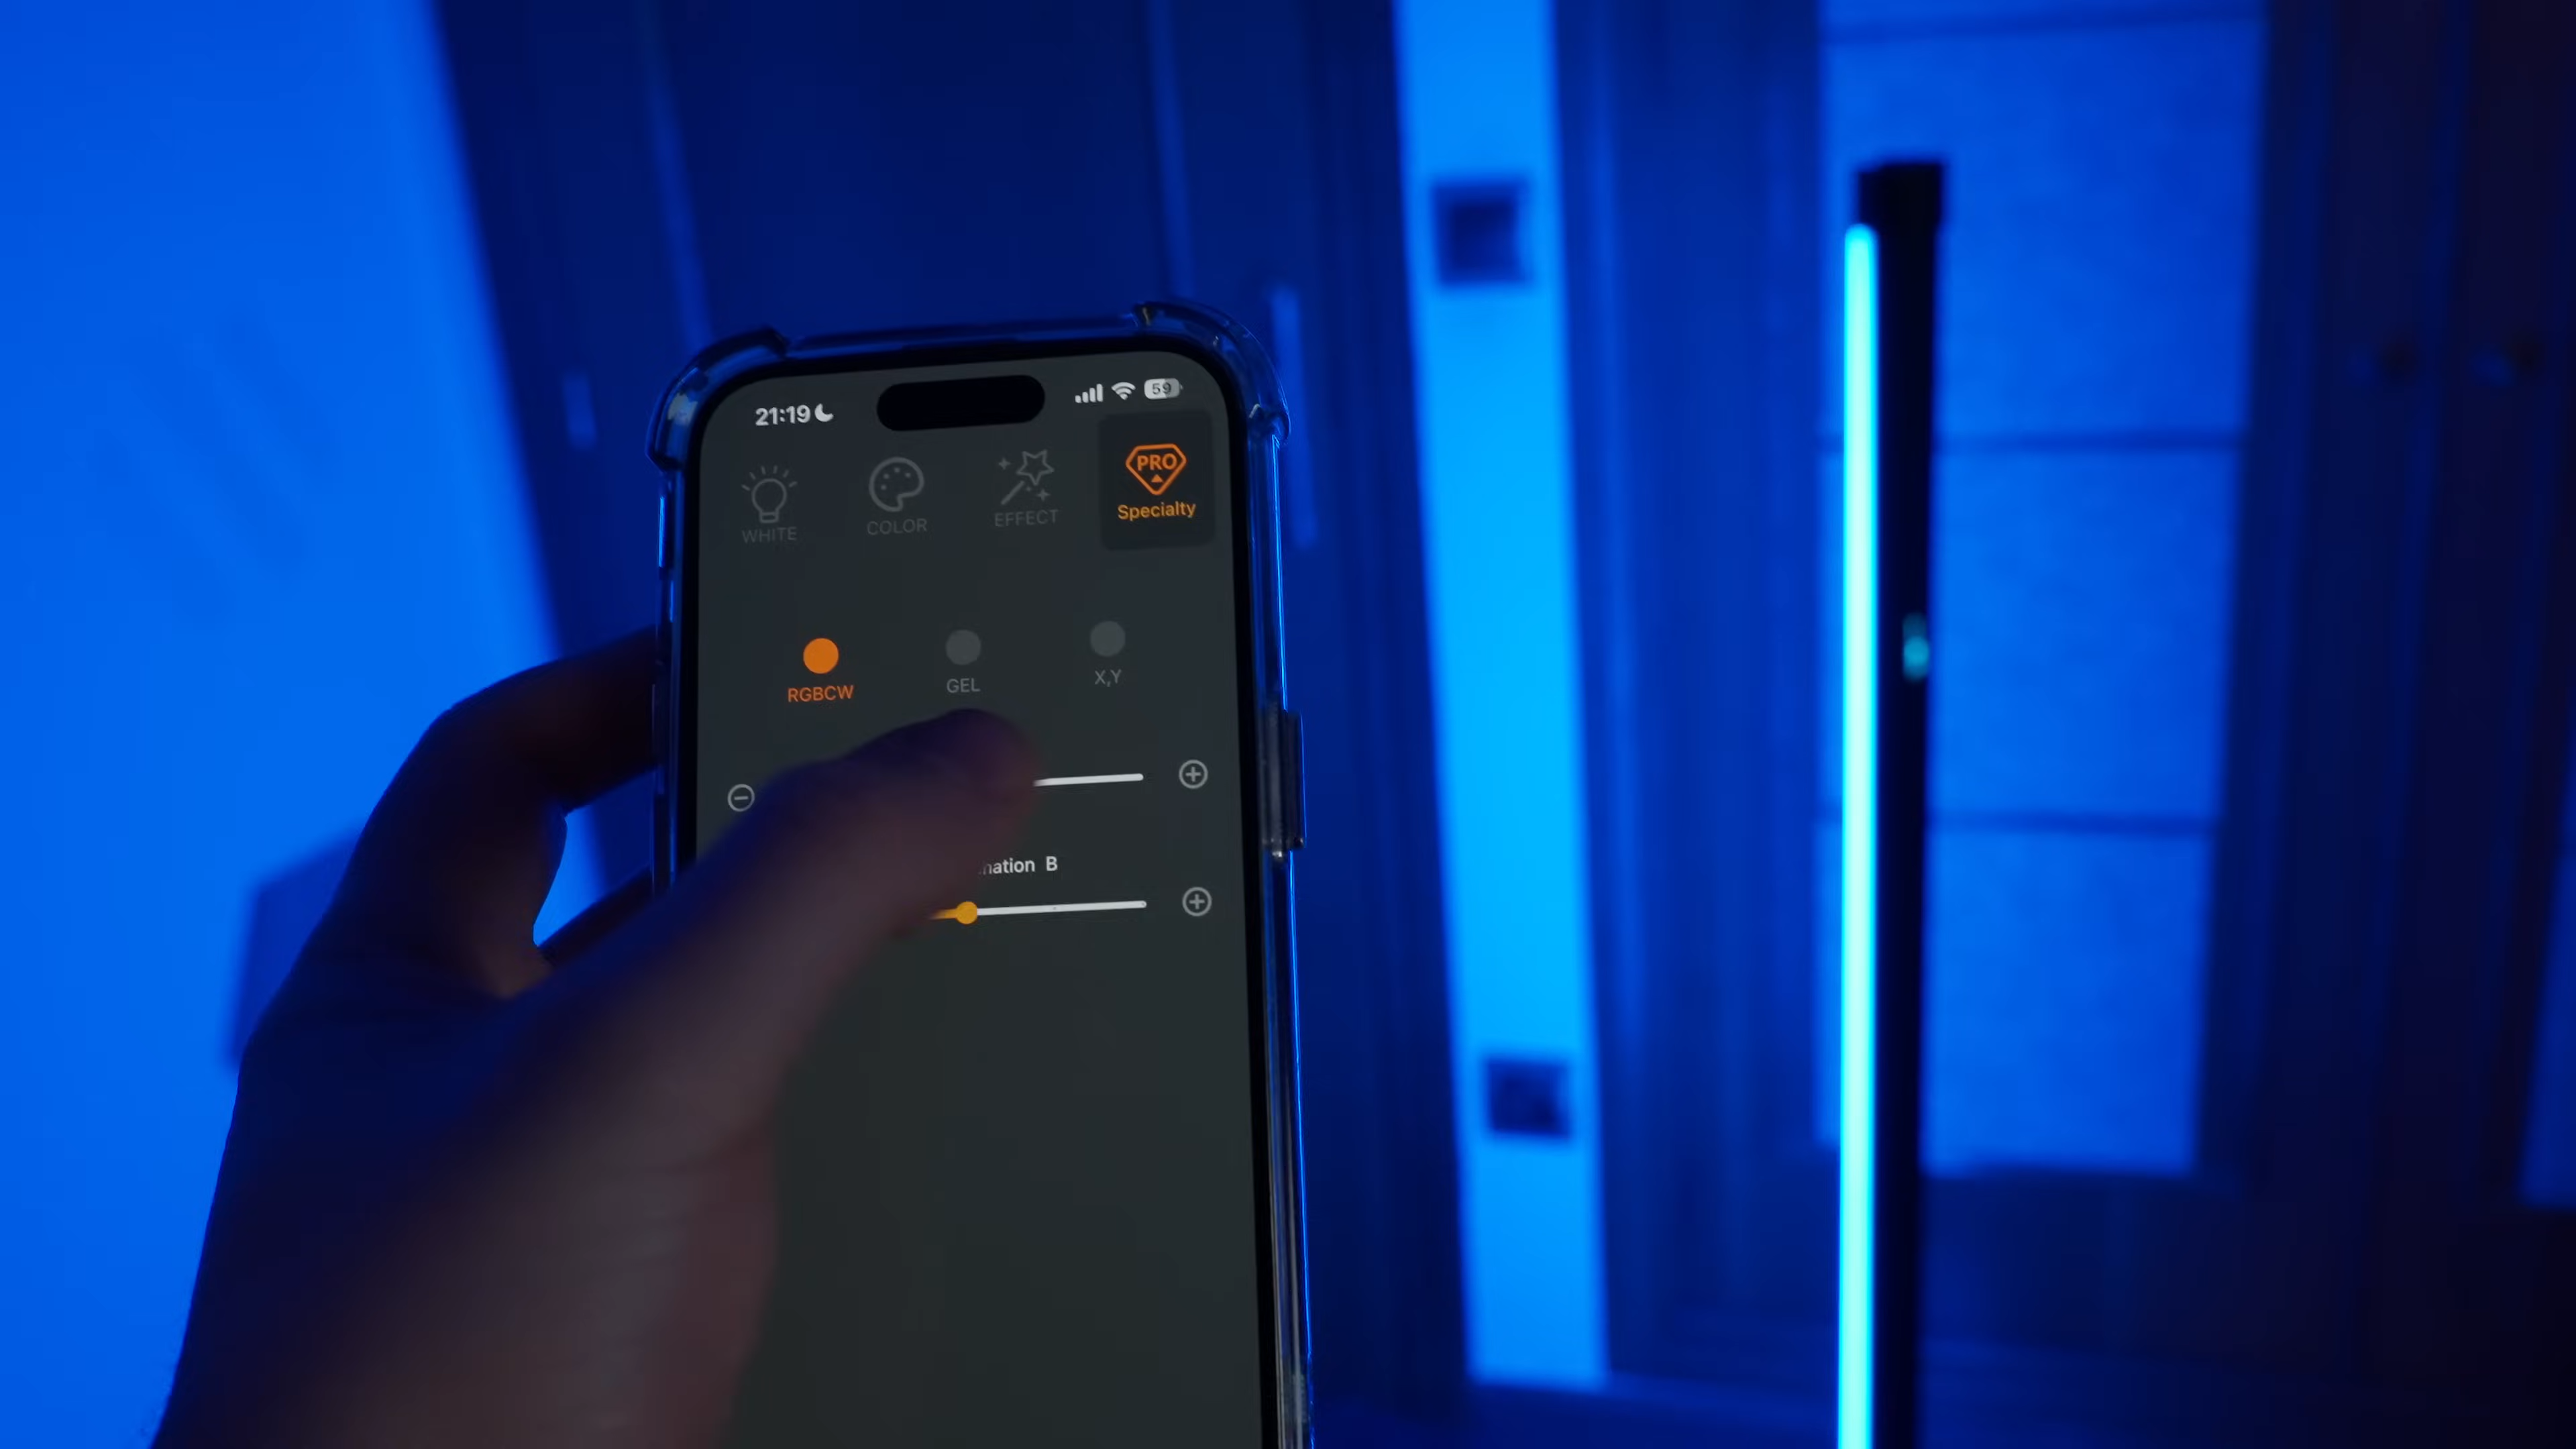 21:19
59
WHITE
COLOR
EFFECT
PRO
Specialty
RGBCW
GEL
X,Y
B